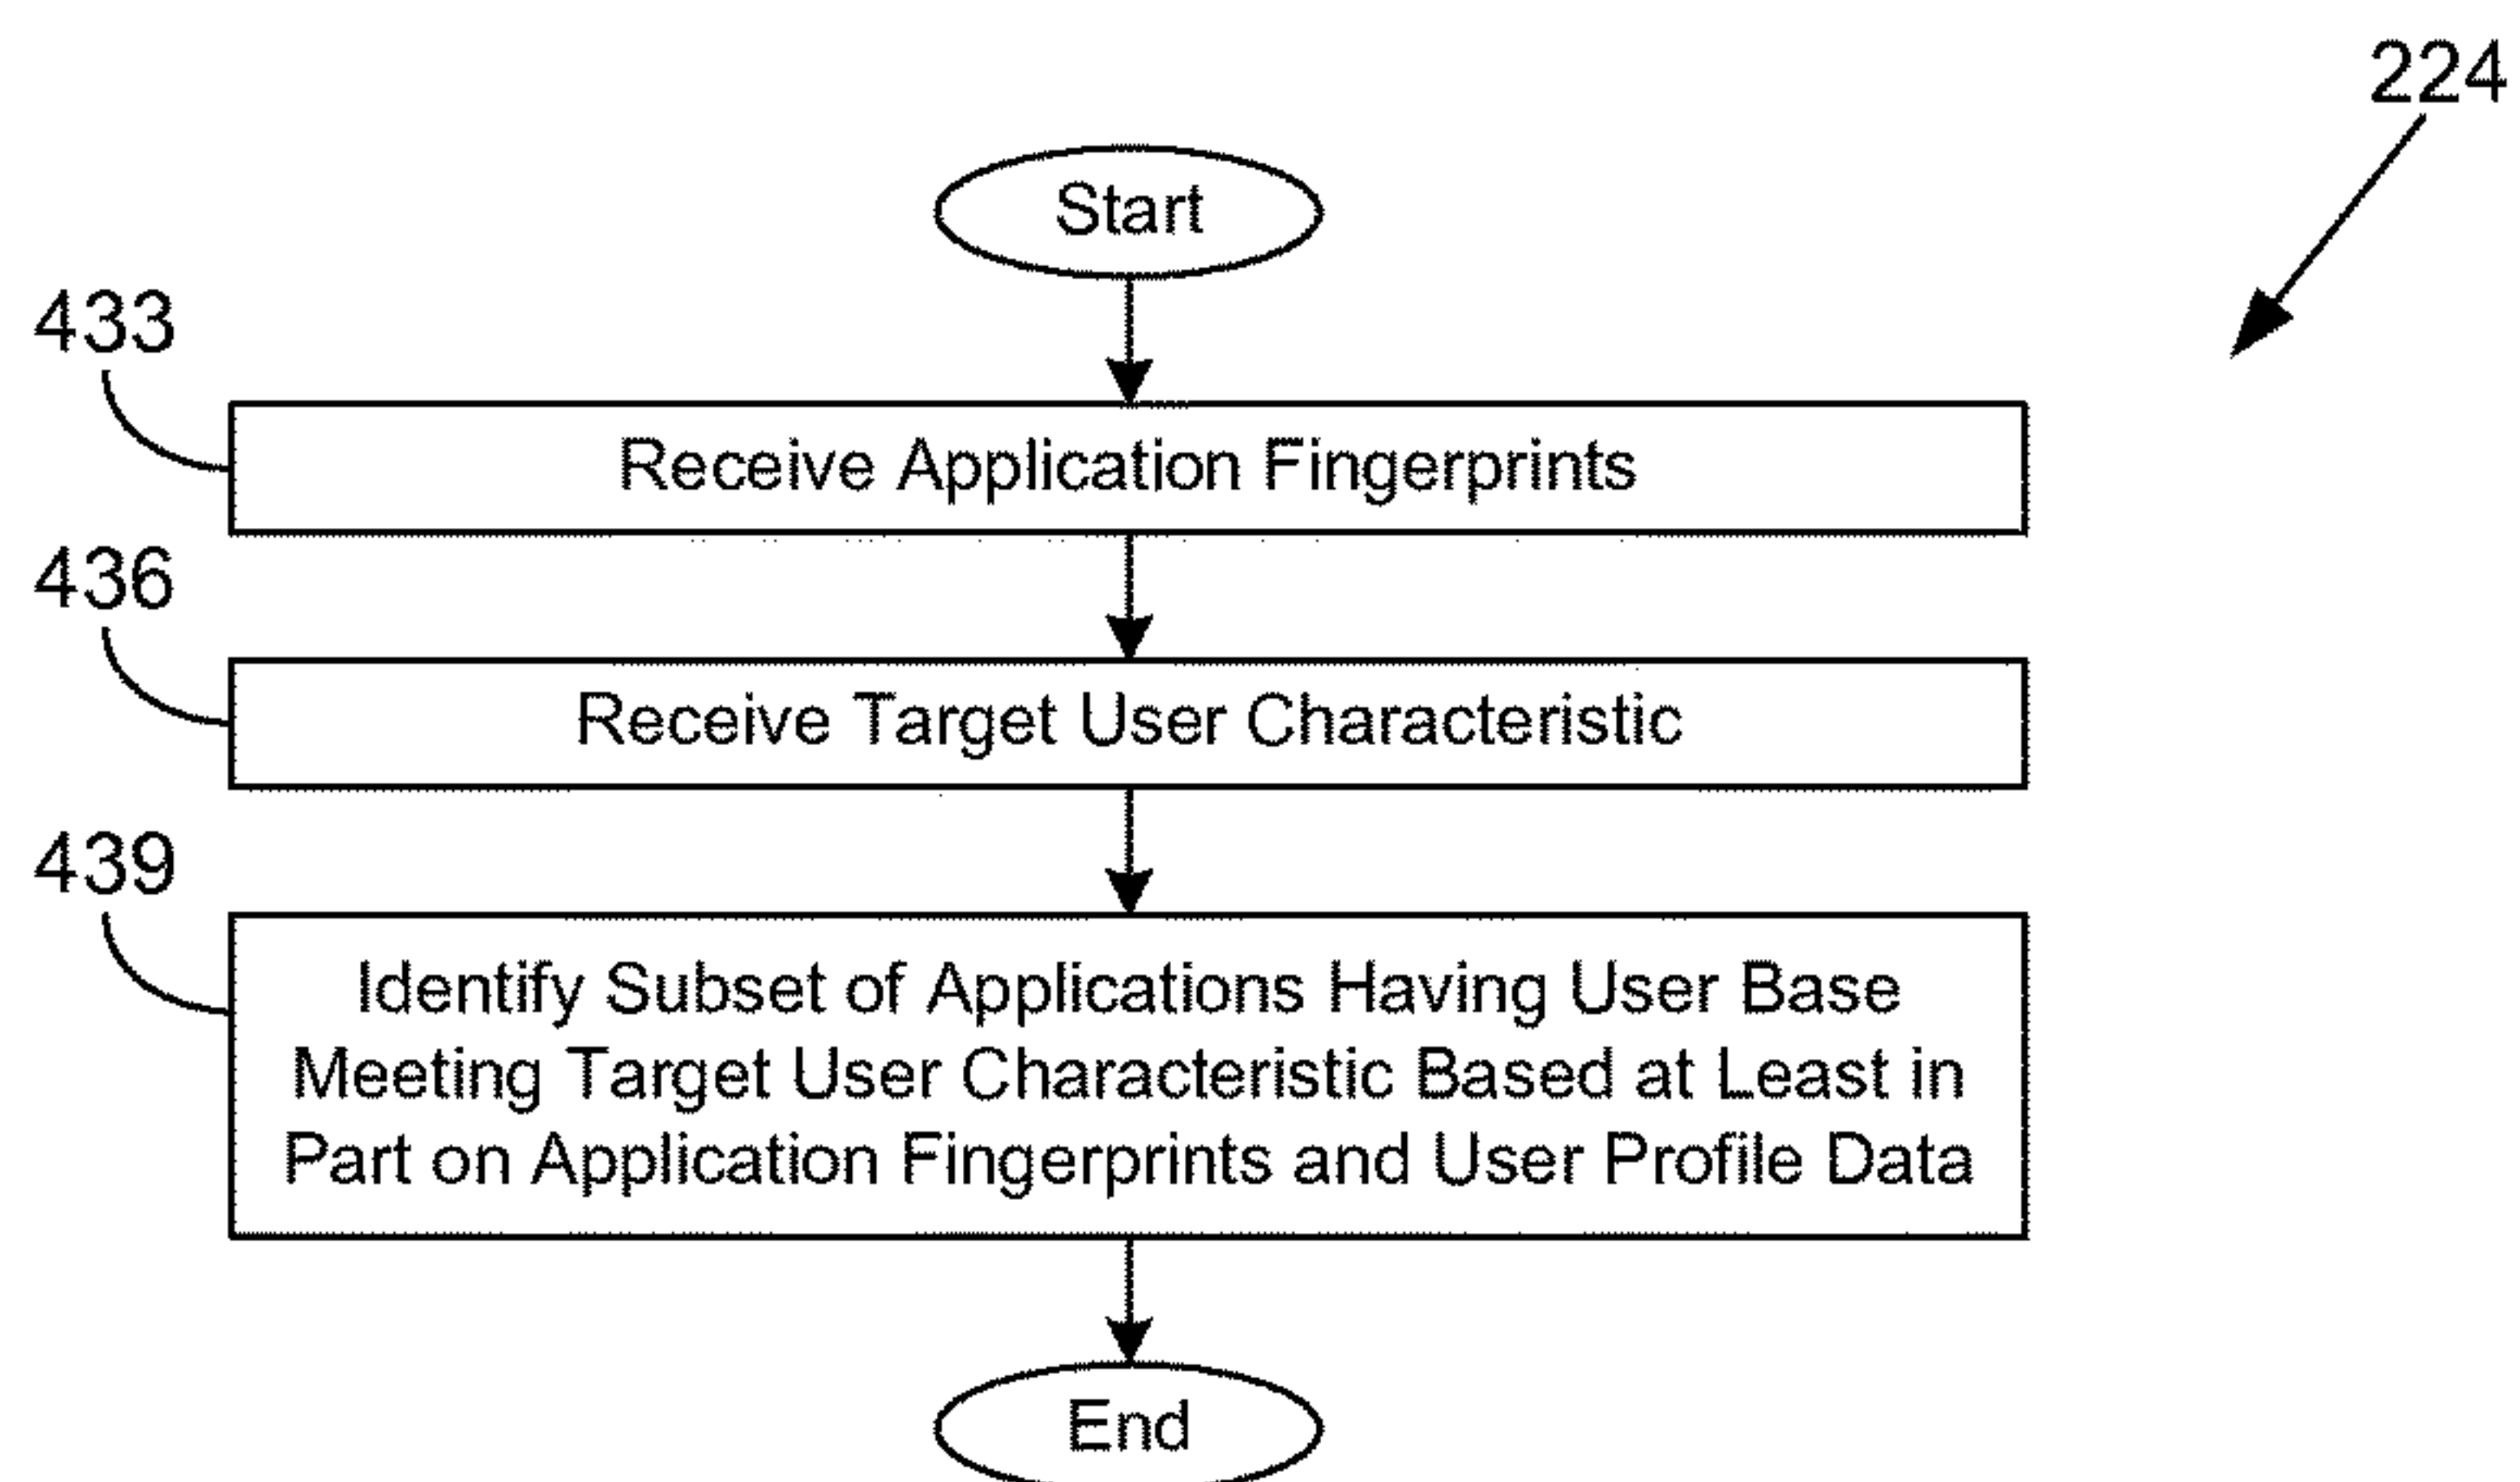 224
Start
433
Receive Application Fingerprints
436
Receive Target User Characteristic
439
Identify Subset of Applications Having User Base
Meeting Target User Characteristic Based at Least in
Part on Application Fingerprints and User Profile Data
End